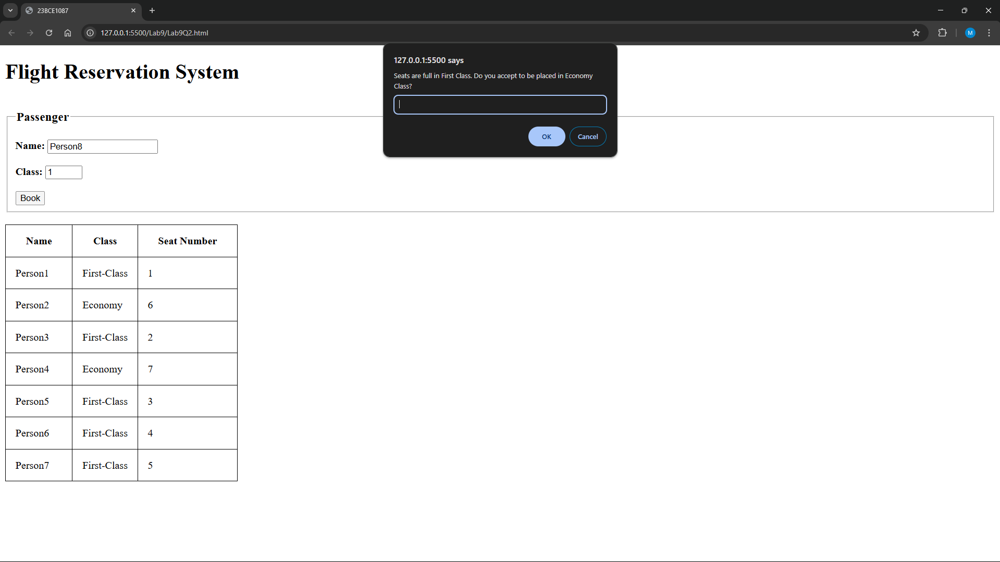 23BCE1087
127.0.0.1:5500/Lab9/Lab9Q2.html
M
127.0.0.1:5500 says
Seats are full in First Class. Do you accept to be placed in Economy
Class?
OK Cancel
Flight Reservation System
Passenger
Name: Person8
Class: 1
Book
Name Class Seat Number
Person1 First-Class 1
Person2 Economy 6
Person3 First-Class 2
Person4 Economy 7
Person5 First-Class 3
Person6 First-Class 4
Person7 First-Class 5